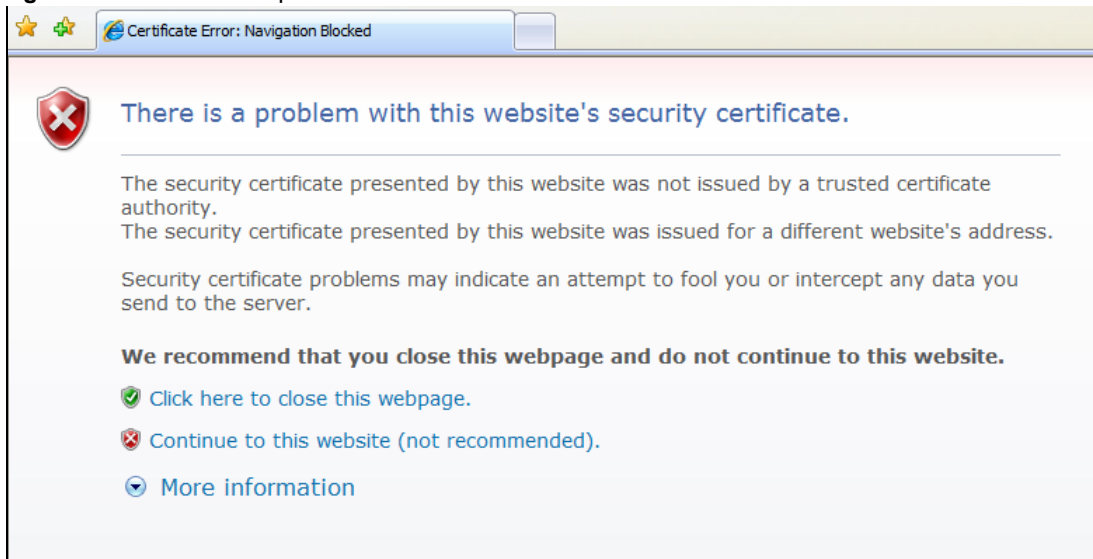 Certificate Error: Navigation Blocked
There is a problem with this website's security certificate.
The security certificate presented by this website was not issued by a trusted certificate
authority.
The security certificate presented by this website was issued for a different website's address.
Security certificate problems may indicate an attempt to fool you or intercept any data you
send to the server.
We recommend that you close this webpage and do not continue to this website.
Click here to close this webpage.
Continue to this website (not recommended).
More information